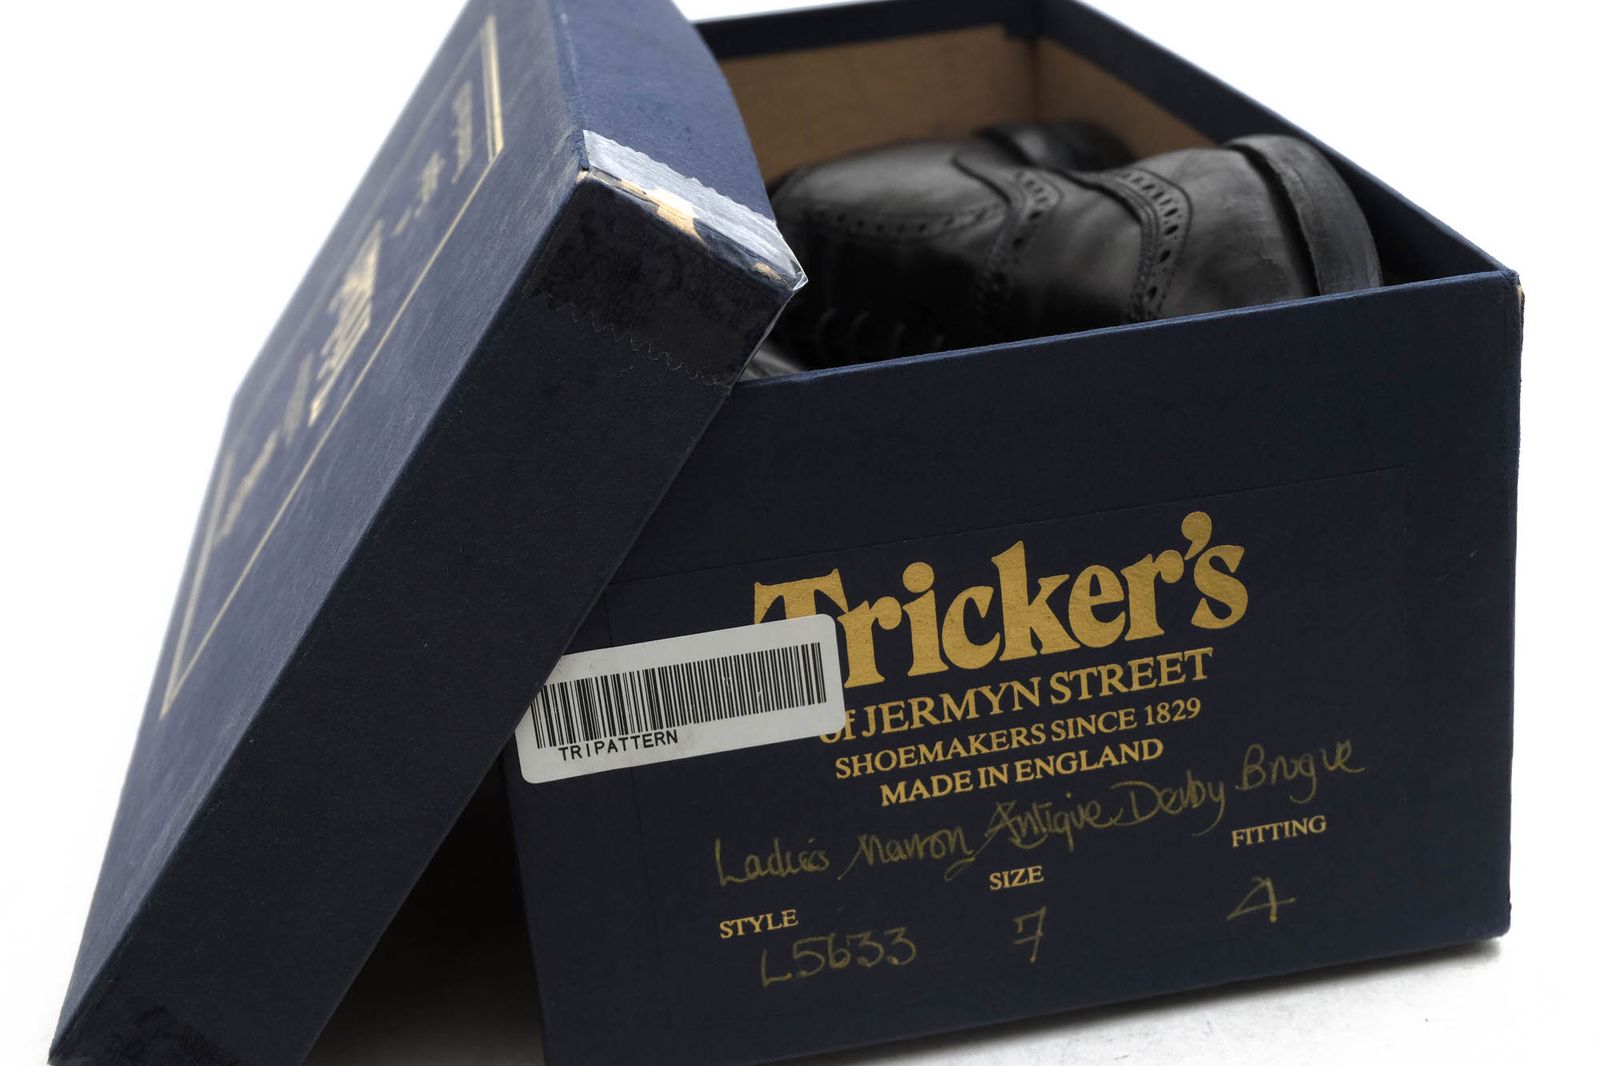 Tricker's
of JERMYN STREET
SHOEMAKERS SINCE 1829
MADE IN ENGLAND
TRIPATTERN
Ladies Marron Antique Derby Brogue
STYLE SIZE FITTING
L5633 7 4